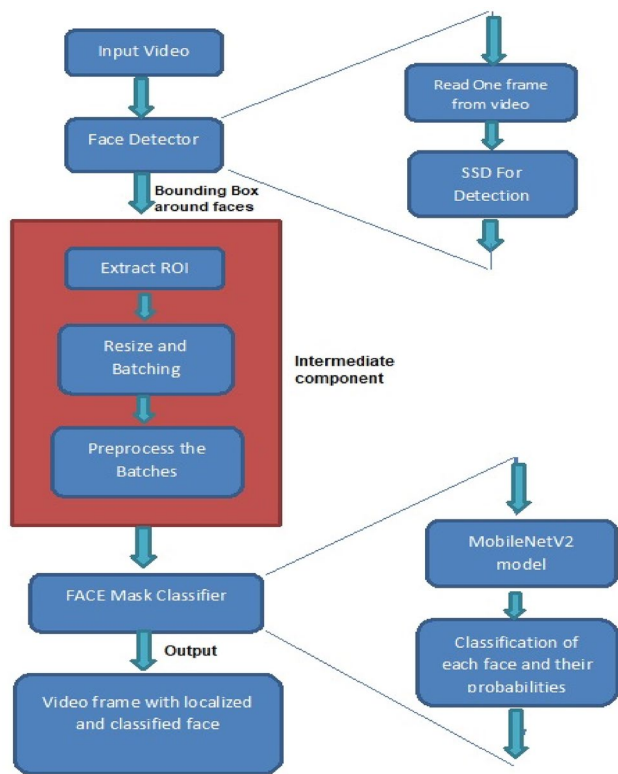 Input Video
Face Detector
Bounding Box
around faces
Extract ROI
Resize and
Batching
Preprocess the
Batches
Intermediate
component
FACE Mask Classifier
Output
Video frame with localized
and classified face
Read One frame
from video
SSD For
Detection
MobileNetV2
model
Classification of
each face and their
probabilities